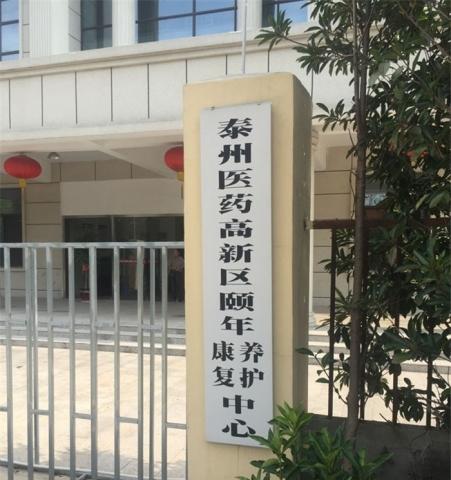 泰州医药高新区颐年
康复
养护
中心